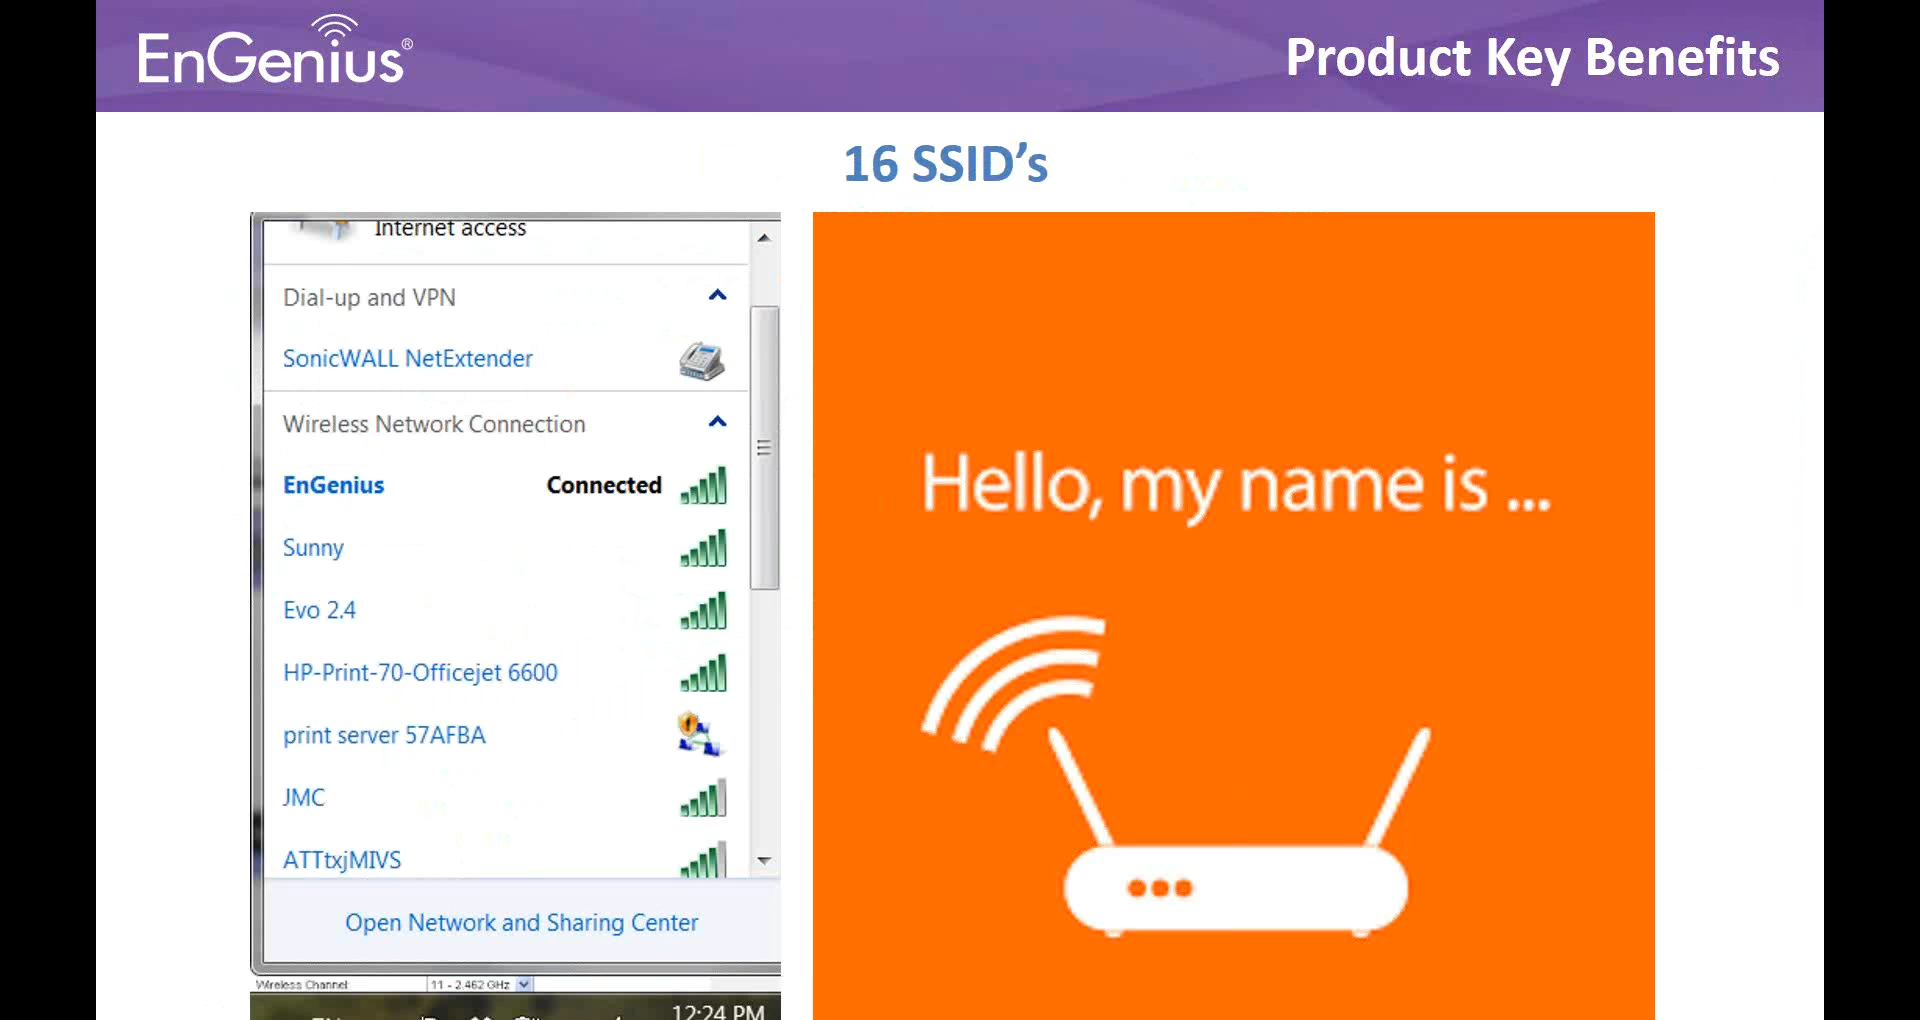 EnGenius®
Product Key Benefits
16 SSID’s
Internet access
Dial-up and VPN
SonicWALL NetExtender
Wireless Network Connection
EnGenius Connected
Sunny
Evo 2.4
HP-Print-70-Officejet 6600
print server 57AFBA
JMC
ATTtxjMIVS
Open Network and Sharing Center
Wireless Channel 11 - 2.462 GHz
12:24 PM
Hello, my name is ...